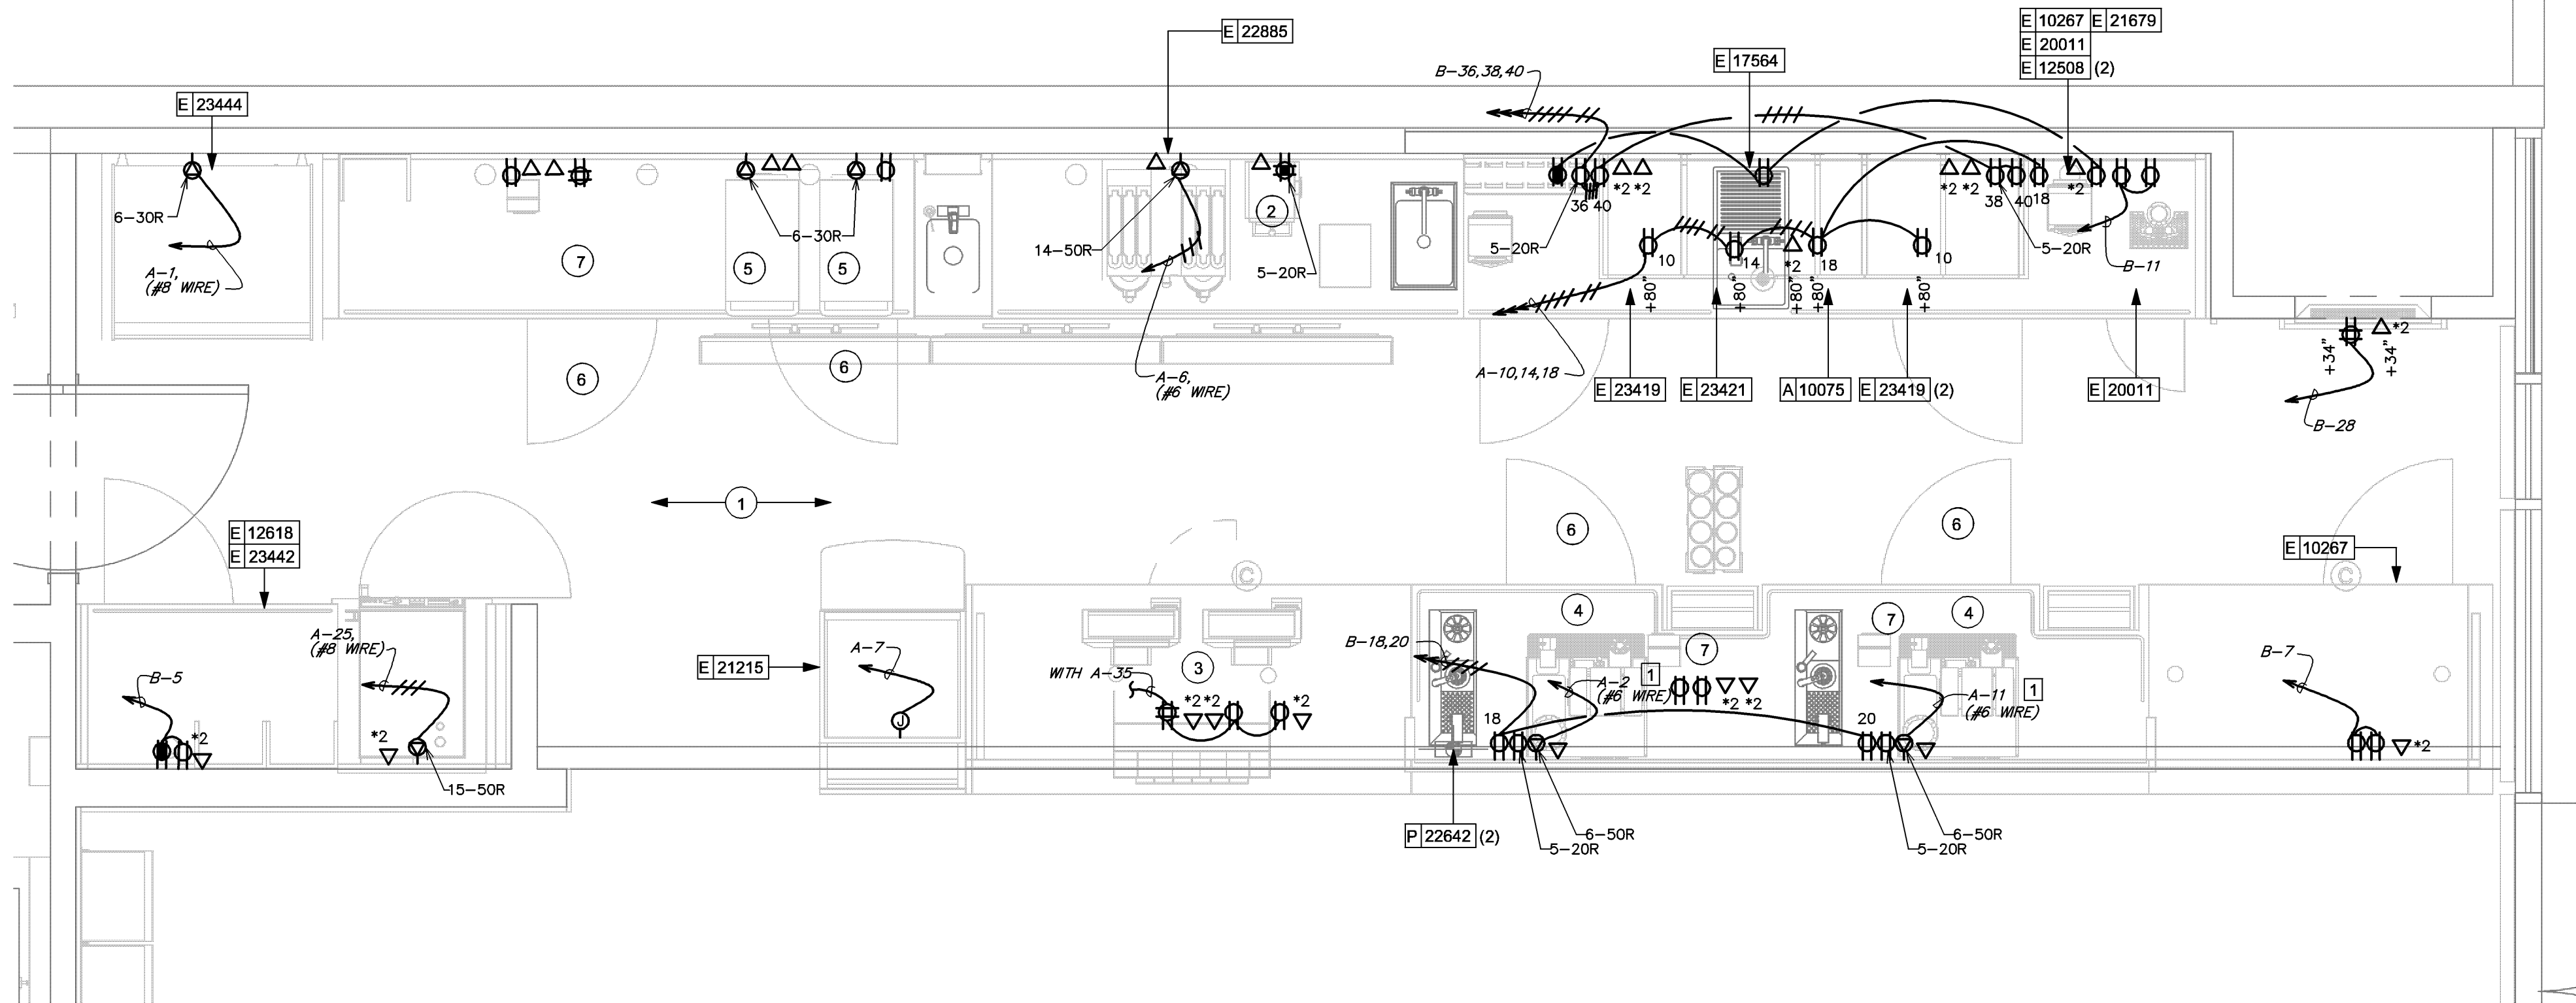 E 10267 E 21679
E 20011
E 12508 (2)
E 22885
E 17564
B-36,38,40
E 23444
6-30R
A-1,
(#8 WIRE)
7
5
6-30R
5
14-50R
2
5-20R
A-6,
(#6 WIRE)
*2 *2
36 40
5-20R
10
14
*2
18
10
*2 *2
38
40
18
*2
5-20R
B-11
+80"
+80"
+80"
+80"
+80"
A-10,14,18
E 23419
E 23421
A 10075
E 23419 (2)
E 20011
*2
+34"
+34"
B-28
6
6
1
6
6
E 12618
E 23442
C
E 10267
C
A-25,
(#8 WIRE)
B-5
*2
*2
15-50R
E 21215
A-7
J
3
WITH A-35
*2 *2
*2
B-18,20
4
7
4
7
A-2
(#6 WIRE)
1
*2 *2
A-11
(#6 WIRE)
1
18
20
B-7
*2
P 22642 (2)
6-50R
5-20R
6-50R
5-20R